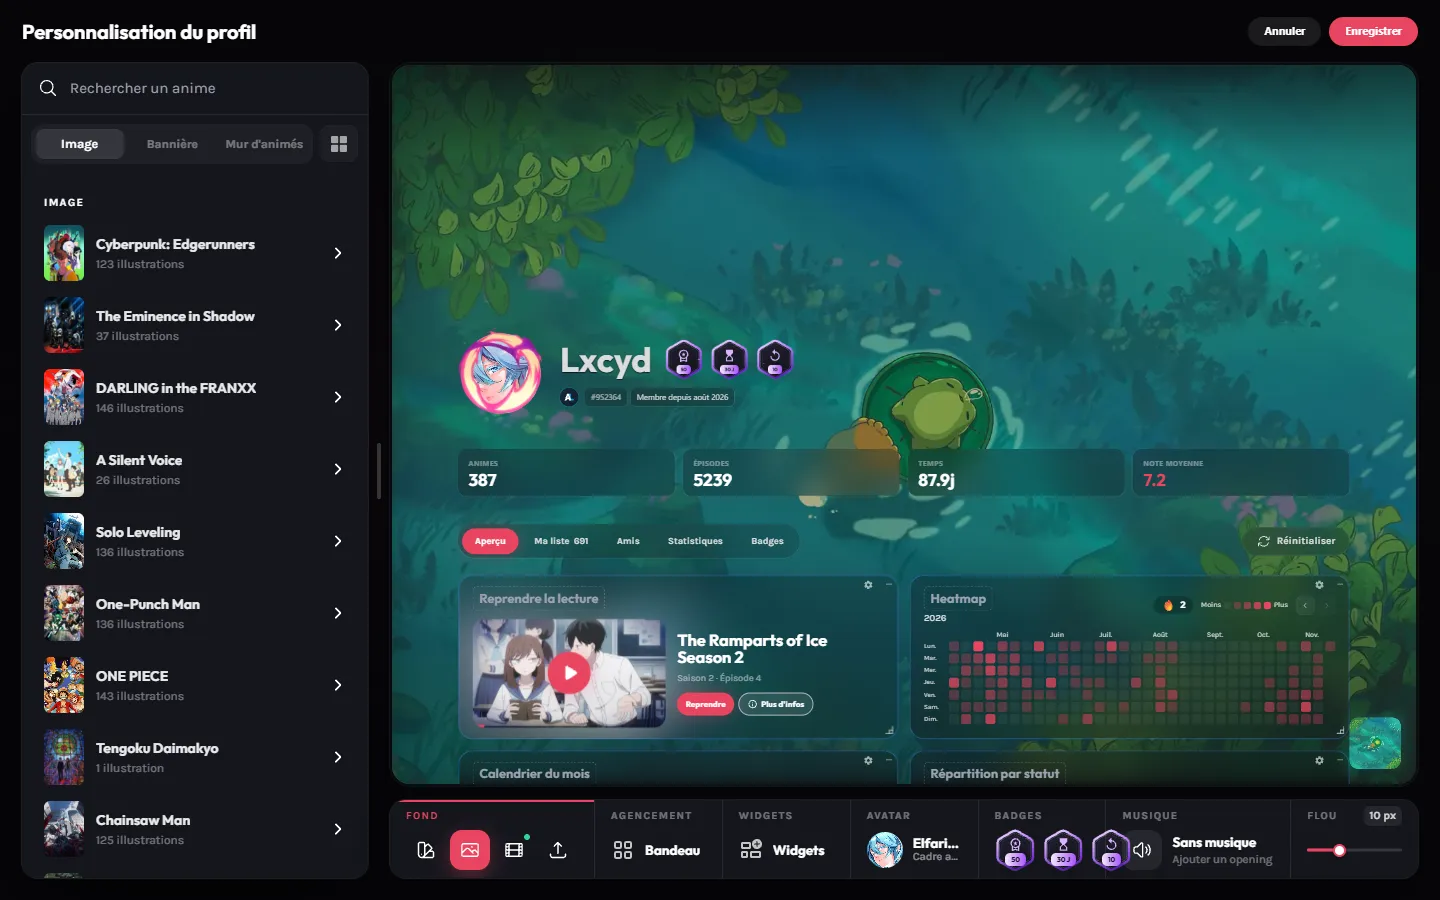 Personnalisation du profil
Annuler
Enregistrer
Rechercher un anime
Image
Bannière
Mur d'animés
IMAGE
Cyberpunk: Edgerunners
123 illustrations
The Eminence in Shadow
37 illustrations
DARLING in the FRANXX
146 illustrations
A Silent Voice
26 illustrations
Solo Leveling
136 illustrations
One-Punch Man
136 illustrations
ONE PIECE
143 illustrations
Tengoku Daimakyo
1 illustration
Chainsaw Man
125 illustrations
Lxcyd
50
30 J
10
A.
#952364
Membre depuis août 2026
ANIMES
387
ÉPISODES
5239
TEMPS
87.9j
NOTE MOYENNE
7.2
Aperçu
Ma liste 691
Amis
Statistiques
Badges
Réinitialiser
Reprendre la lecture
The Ramparts of Ice
Season 2
Saison 2 · Épisode 4
Reprendre
Plus d'infos
Heatmap
2026
2
Moins
Plus
Mai
Juin
Juil.
Août
Sept.
Oct.
Nov.
Lun.
Mar.
Mer.
Jeu.
Ven.
Sam.
Dim.
Calendrier du mois
Répartition par statut
FOND
AGENCEMENT
Bandeau
WIDGETS
Widgets
AVATAR
Elfari...
Cadre a...
BADGES
50
30 J
10
MUSIQUE
Sans musique
Ajouter un opening
FLOU
10 px